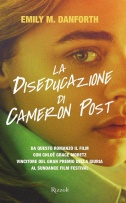 EMILY M. DANFORTH
LA
DISEDUCAZIONE
DI
CAMERON POST
DA QUESTO ROMANZO IL FILM
CON CHLOË GRACE MORETZ
VINCITORE DEL GRAN PREMIO DELLA GIURIA
AL SUNDANCE FILM FESTIVAL
Rizzoli